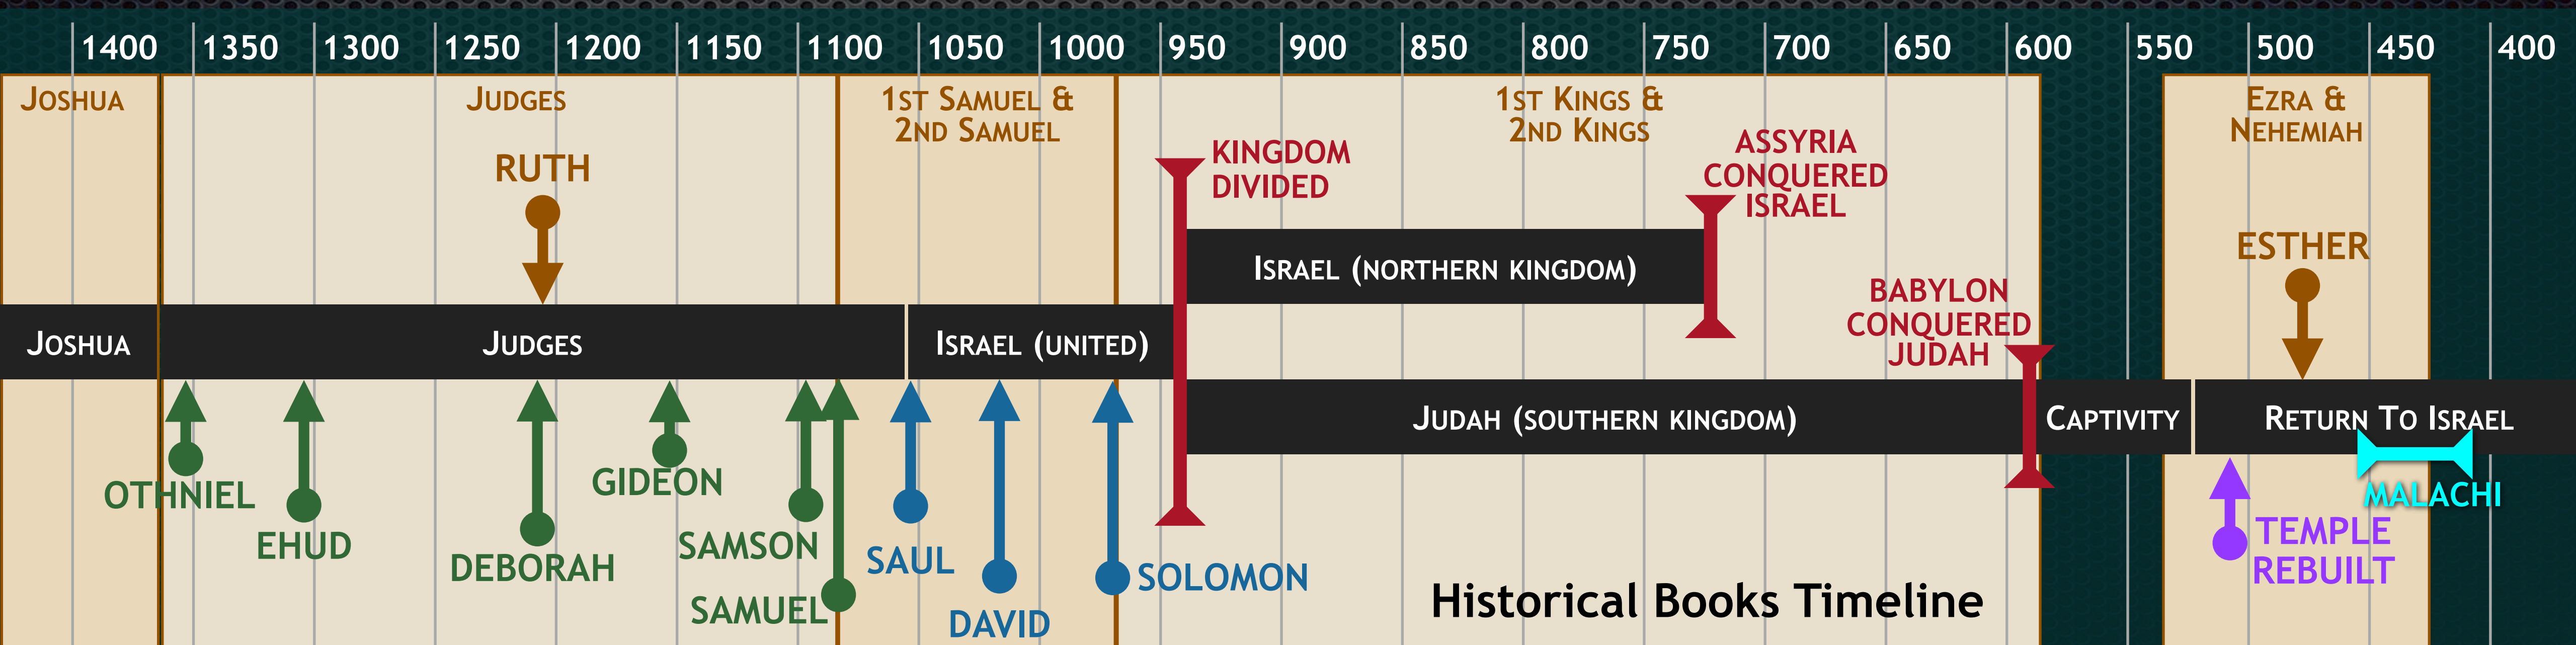 1400 1350 1300 1250 1200 1150 1100 1050 1000 950 900 850 800 750 700 650 600 550 500 450 400
JOSHUA
JUDGES
1ST SAMUEL &
2ND SAMUEL
1ST KINGS &
2ND KINGS
EZRA &
NEHEMIAH
RUTH
KINGDOM
DIVIDED
ASSYRIA
CONQUERED
ISRAEL
ESTHER
ISRAEL (NORTHERN KINGDOM)
BABYLON
CONQUERED
JUDAH
JOSHUA
JUDGES
ISRAEL (UNITED)
JUDAH (SOUTHERN KINGDOM)
CAPTIVITY
RETURN TO ISRAEL
OTHNIEL
EHUD
DEBORAH
GIDEON
SAMSON
SAMUEL
SAUL
DAVID
SOLOMON
MALACHI
TEMPLE
REBUILT
Historical Books Timeline